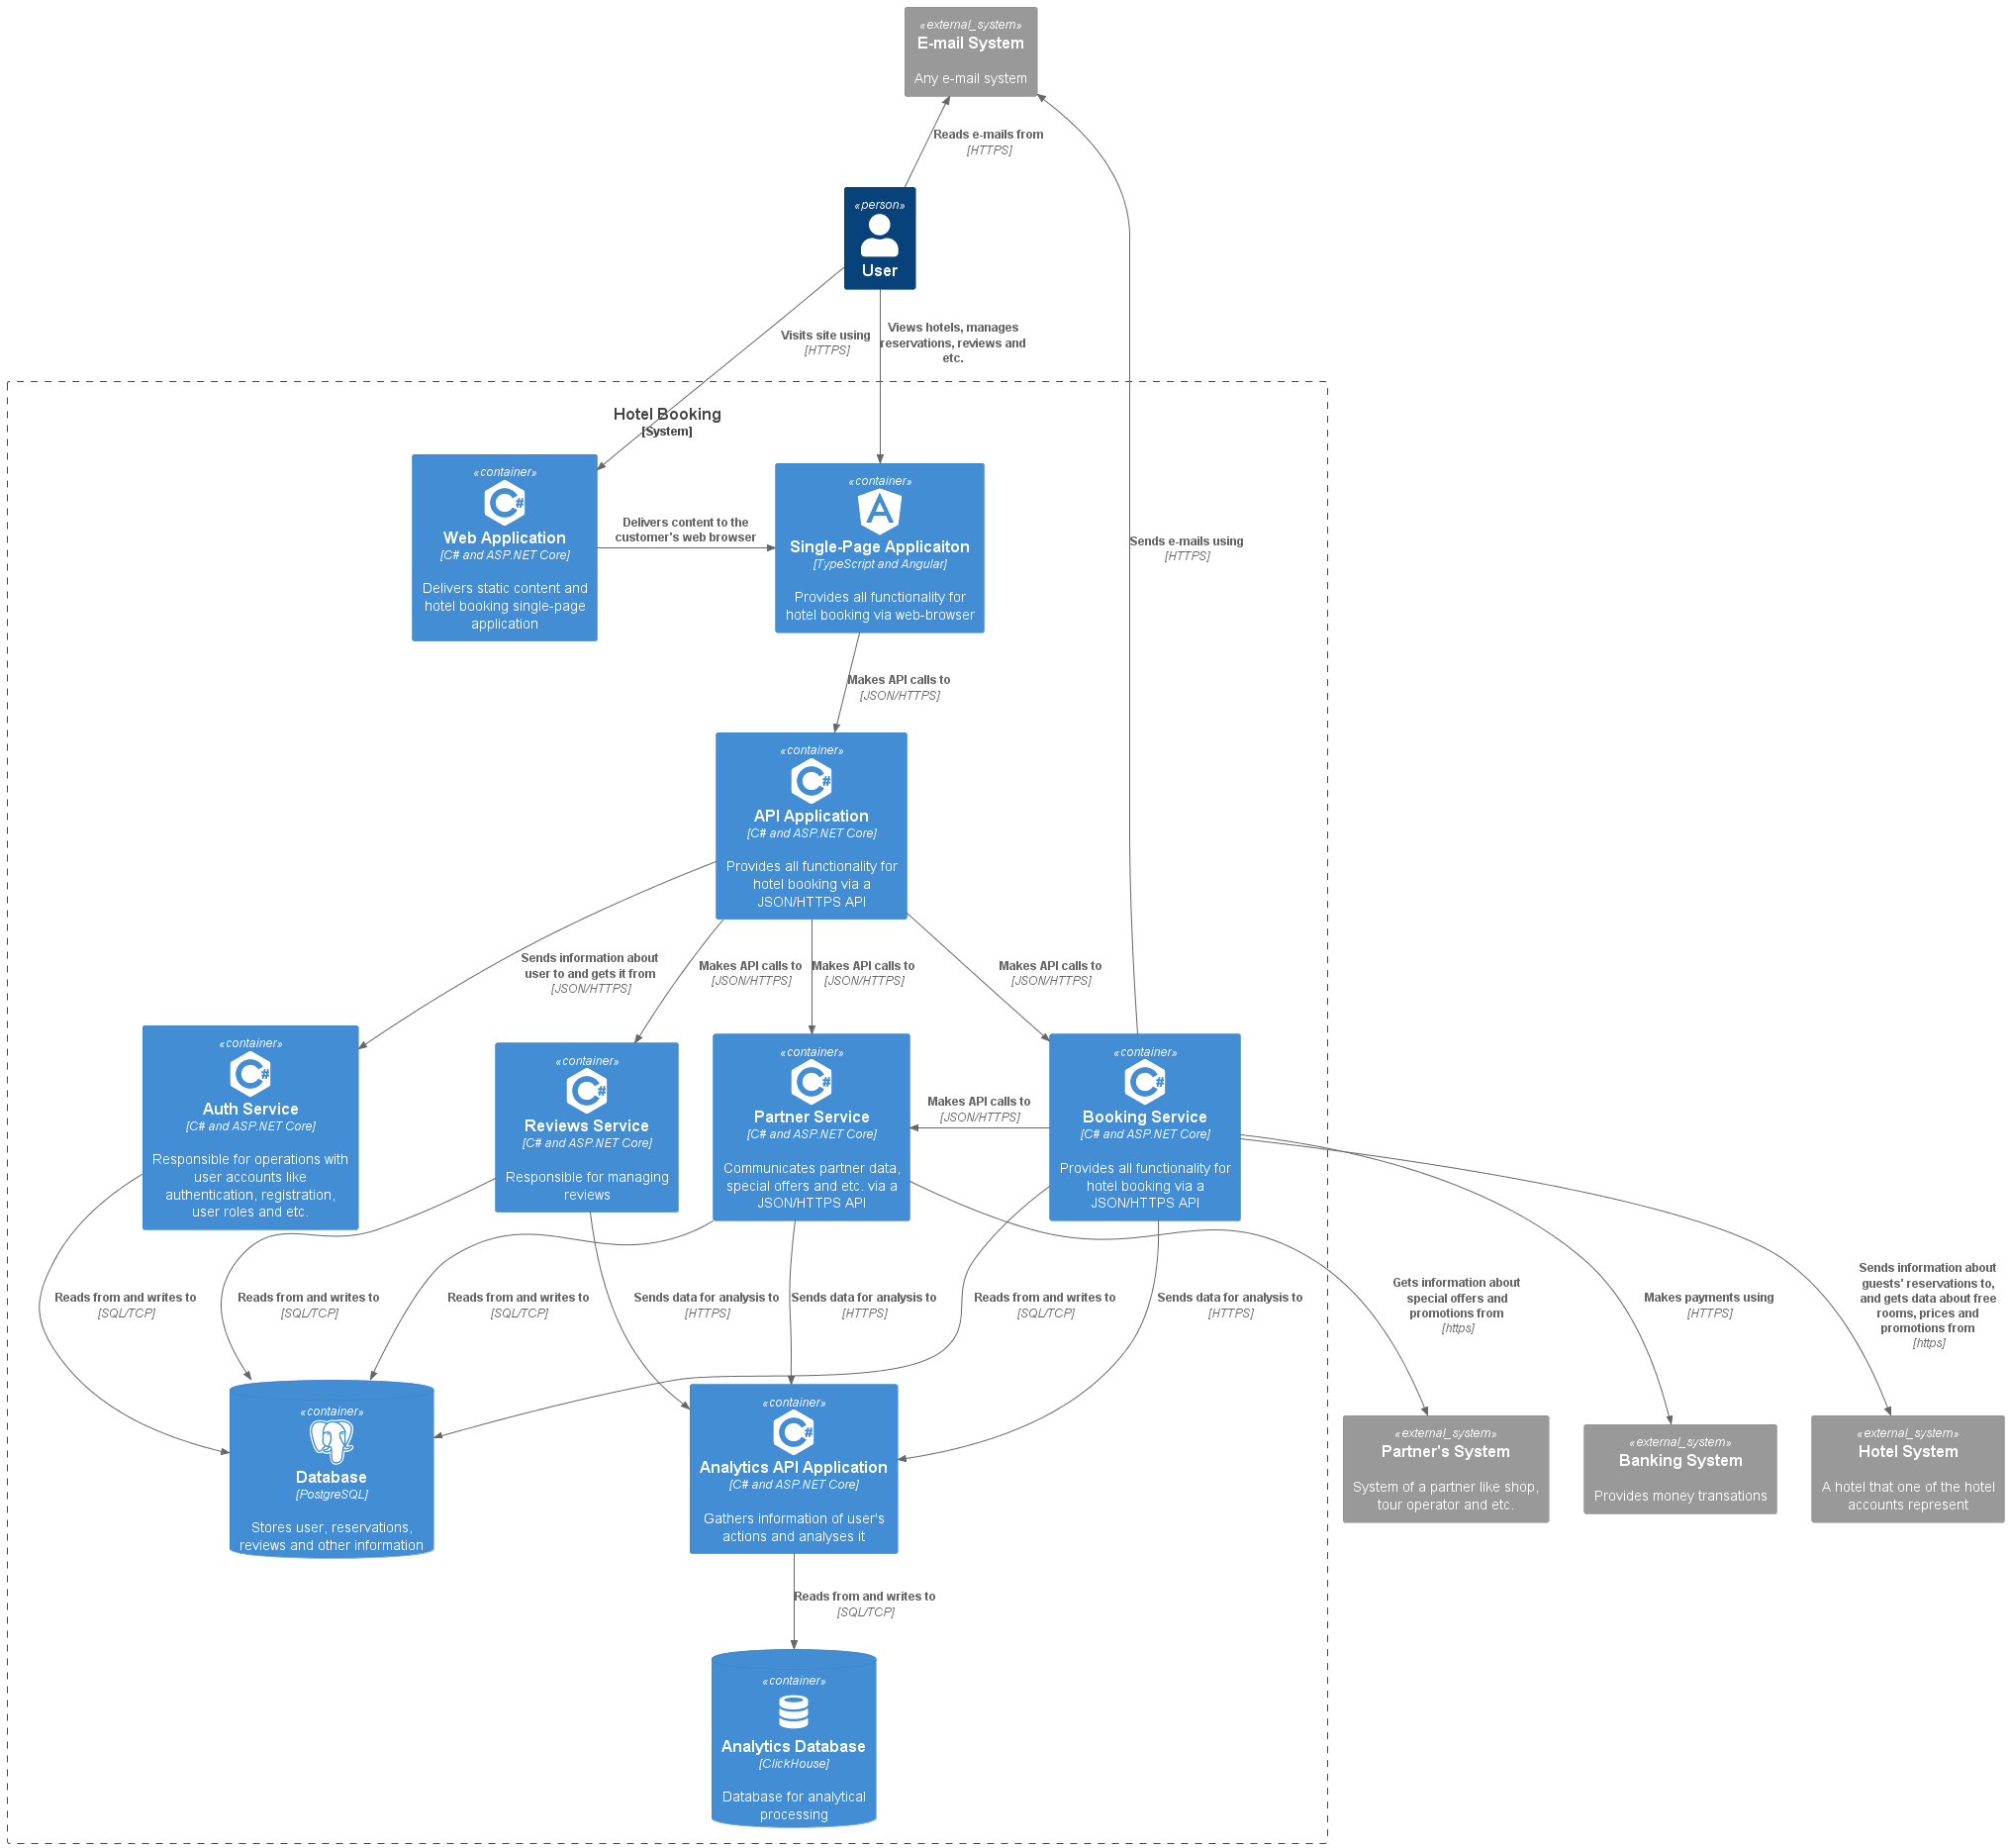 «external_system»
E-mail System
Any e-mail system
Reads e-mails from
[HTTPS]
«person»
User
Visits site using
[HTTPS]
Views hotels, manages
reservations, reviews and
etc.
Hotel Booking
[System]
«container»
Web Application
[C# and ASP.NET Core]
Delivers static content and
hotel booking single-page
application
Delivers content to the
customer's web browser
«container»
Single-Page Applicaiton
[TypeScript and Angular]
Provides all functionality for
hotel booking via web-browser
Sends e-mails using
[HTTPS]
Makes API calls to
[JSON/HTTPS]
«container»
API Application
[C# and ASP.NET Core]
Provides all functionality for
hotel booking via a
JSON/HTTPS API
Sends information about
user to and gets it from
[JSON/HTTPS]
Makes API calls to
[JSON/HTTPS]
Makes API calls to
[JSON/HTTPS]
Makes API calls to
[JSON/HTTPS]
«container»
Auth Service
[C# and ASP.NET Core]
Responsible for operations with
user accounts like
authentication, registration,
user roles and etc.
«container»
Reviews Service
[C# and ASP.NET Core]
Responsible for managing
reviews
«container»
Partner Service
[C# and ASP.NET Core]
Communicates partner data,
special offers and etc. via a
JSON/HTTPS API
Makes API calls to
[JSON/HTTPS]
«container»
Booking Service
[C# and ASP.NET Core]
Provides all functionality for
hotel booking via a
JSON/HTTPS API
Reads from and writes to
[SQL/TCP]
Reads from and writes to
[SQL/TCP]
Reads from and writes to
[SQL/TCP]
Sends data for analysis to
[HTTPS]
Sends data for analysis to
[HTTPS]
Reads from and writes to
[SQL/TCP]
Sends data for analysis to
[HTTPS]
Gets information about
special offers and
promotions from
[https]
Makes payments using
[HTTPS]
Sends information about
guests' reservations to,
and gets data about free
rooms, prices and
promotions from
[https]
«container»
Database
[PostgreSQL]
Stores user, reservations,
reviews and other information
«container»
Analytics API Application
[C# and ASP.NET Core]
Gathers information of user's
actions and analyses it
«external_system»
Partner's System
System of a partner like shop,
tour operator and etc.
«external_system»
Banking System
Provides money transations
«external_system»
Hotel System
A hotel that one of the hotel
accounts represent
Reads from and writes to
[SQL/TCP]
«container»
Analytics Database
[ClickHouse]
Database for analytical
processing